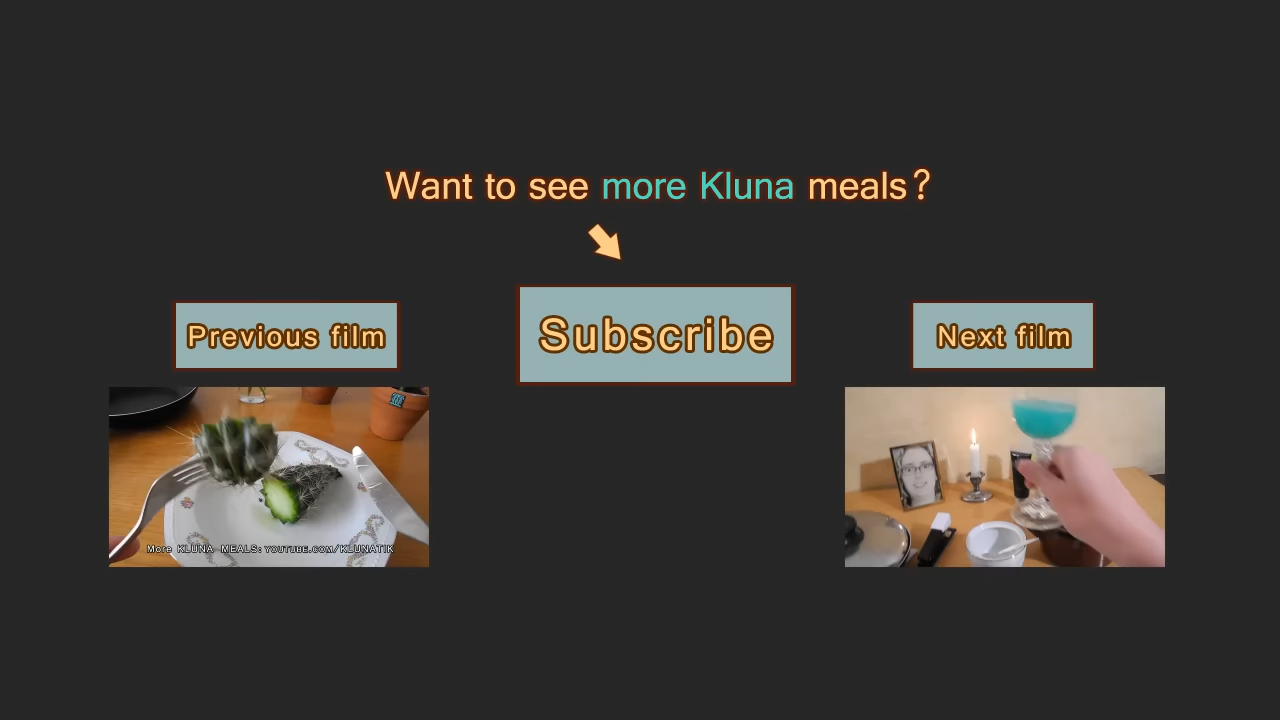 Want to see more Kluna meals?
Subscribe
Previous film
Next film
More KLUNA MEALS: YOUTUBE.COM/KLUNATIK